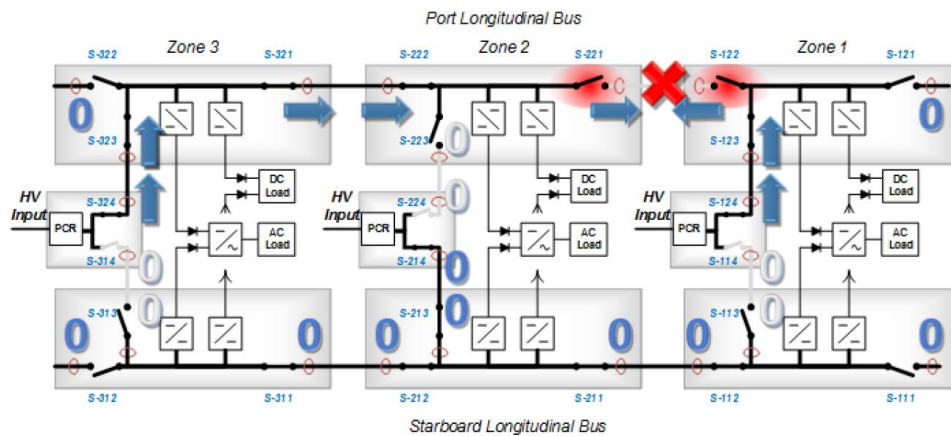 Port Longitudinal Bus
Zone 3
Zone 2
Zone 1
S-322
S-321
S-222
S-221
S-122
S-121
0
S-323
S-223
0
S-123
DC
Load
DC
Load
DC
Load
HV
Input
S-324
HV
Input
S-224
0
HV
Input
S-124
PCR
AC
Load
PCR
AC
Load
PCR
AC
Load
S-314
0
S-214
0
S-114
0
S-313
0
S-213
0
S-113
0
0
0
0
0
0
0
S-312
S-311
S-212
S-211
S-112
S-111
Starboard Longitudinal Bus